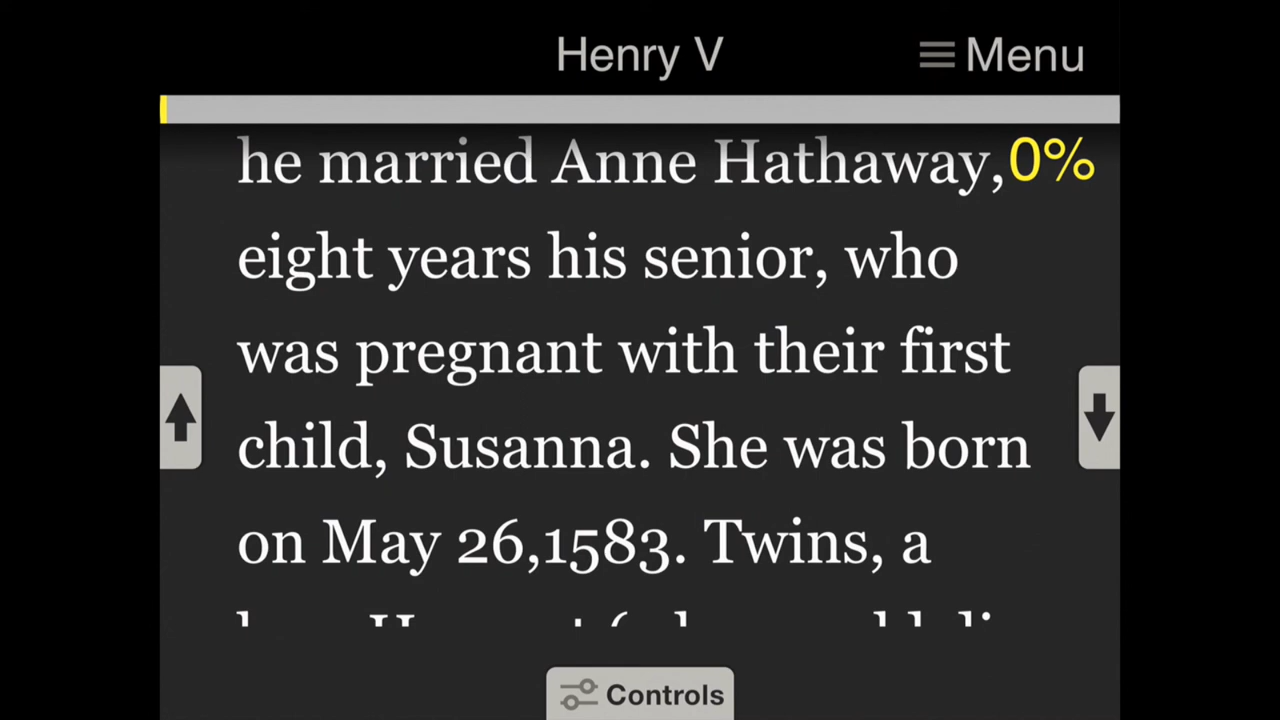 Henry V
Menu
he married Anne Hathaway,
0%
eight years his senior, who
was pregnant with their first
child, Susanna. She was born
on May 26,1583. Twins, a
Controls